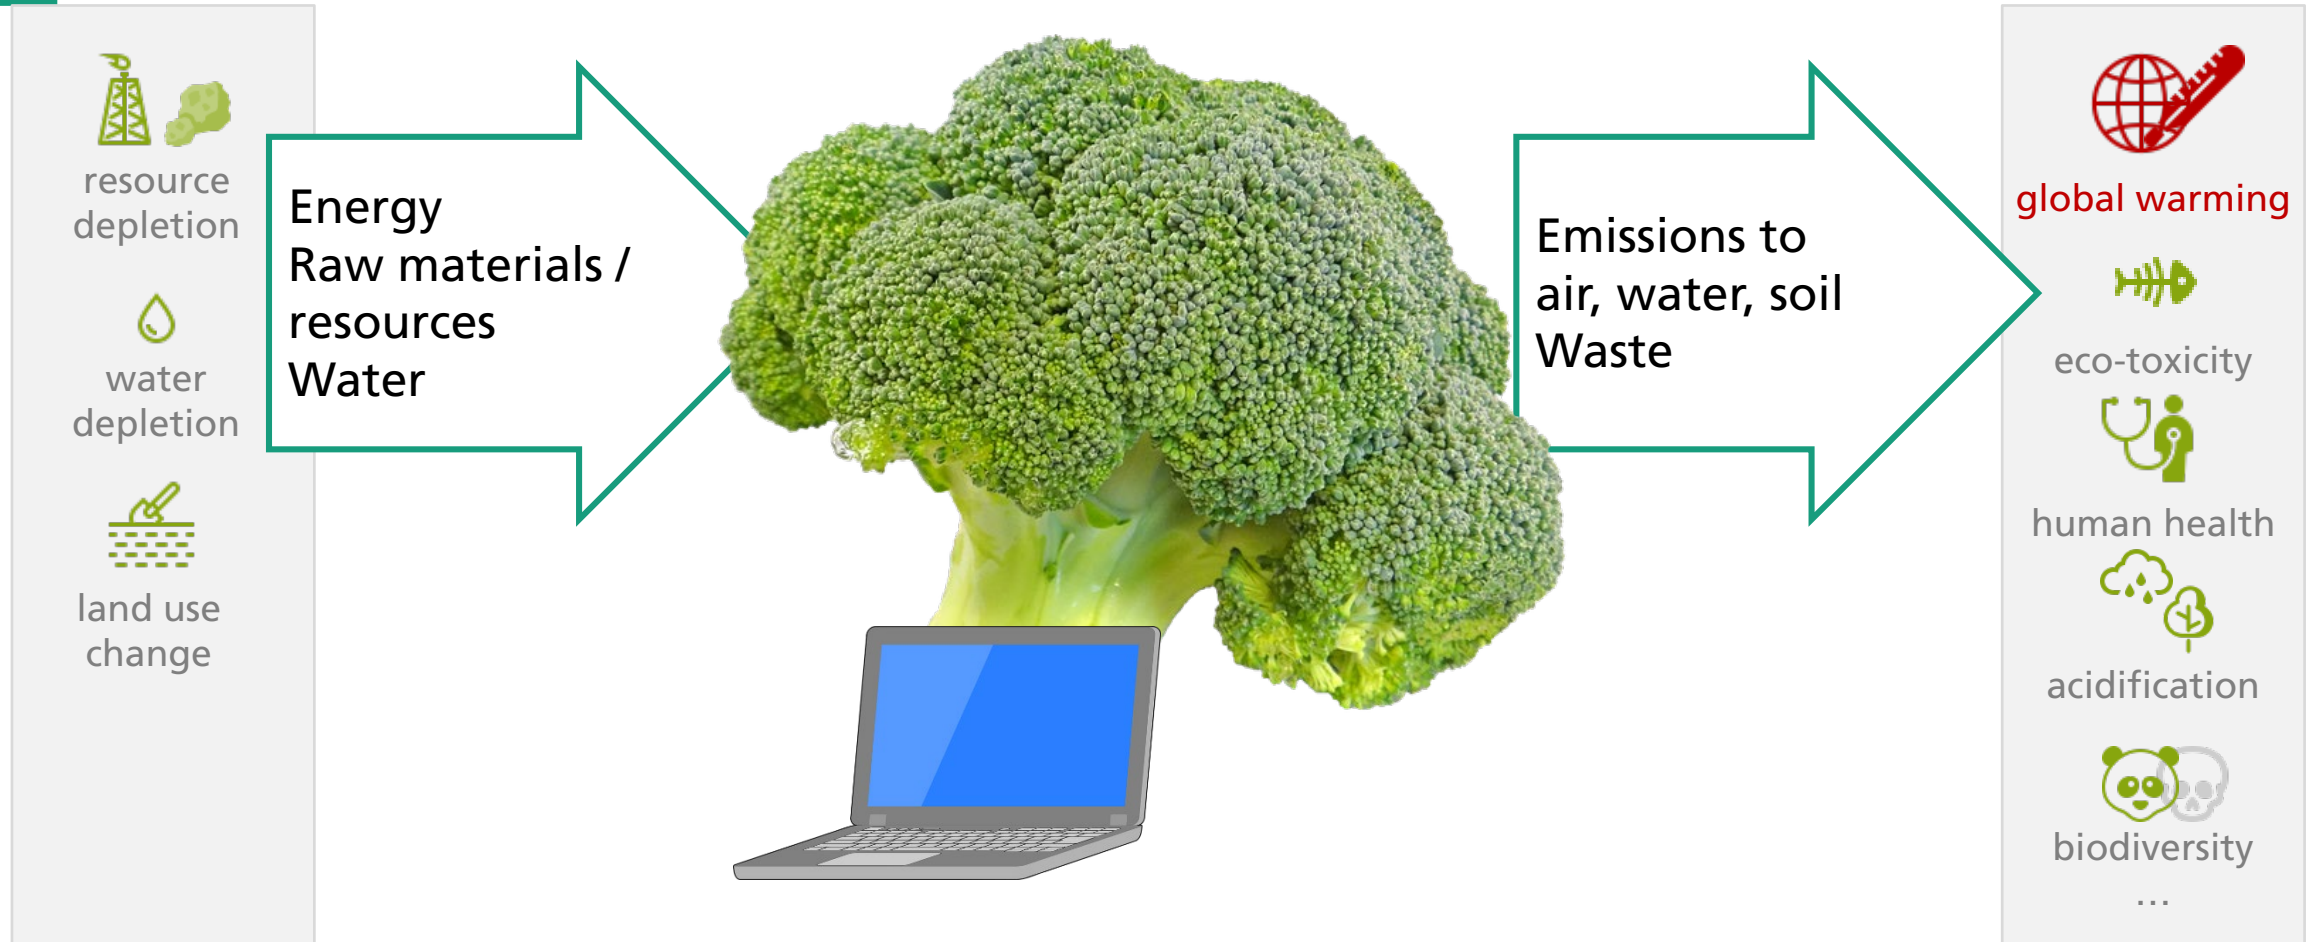 resource
depletion
water
depletion
land use
change
Energy
Raw materials /
resources
Water
Emissions to
air, water, soil
Waste
global warming
eco-toxicity
human health
acidification
biodiversity
...